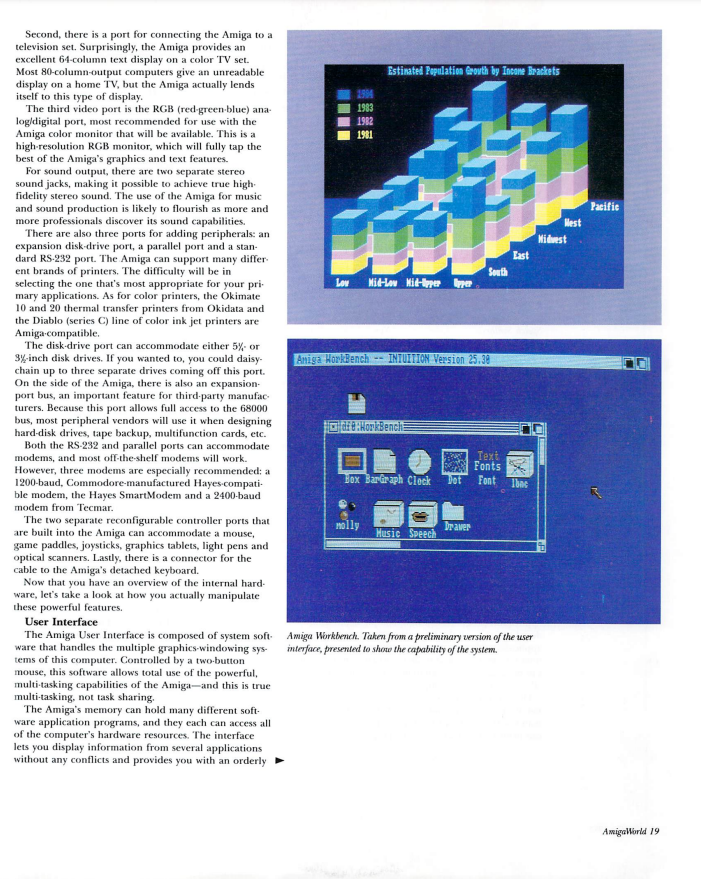 Second, there is a port for connecting the Amiga to a
television set. Surprisingly, the Amiga provides an
excellent 64-column text display on a color TV set.
Most 80-column-output computers give an unreadable
display on a home TV, but the Amiga actually lends
itself to this type of display.
The third video port is the RGB (red-green-blue) ana-
log/digital port, most recommended for use with the
Amiga color monitor that will be available. This is a
high-resolution RGB monitor, which will fully tap the
best of the Amiga's graphics and text features.
For sound output, there are two separate stereo
sound jacks, making it possible to achieve true high-
fidelity stereo sound. The use of the Amiga for music
and sound production is likely to flourish as more and
more professionals discover its sound capabilities.
There are also three ports for adding peripherals: an
expansion disk-drive port, a parallel port and a stan-
dard RS-232 port. The Amiga can support many differ-
ent brands of printers. The difficulty will be in
selecting the one that's most appropriate for your pri-
mary applications. As for color printers, the Okimate
10 and 20 thermal transfer printers from Okidata and
the Diablo (series C) line of color ink jet printers are
Amiga-compatible.
The disk-drive port can accommodate either 5¼- or
3½-inch disk drives. If you wanted to, you could daisy-
chain up to three separate drives coming off this port.
On the side of the Amiga, there is also an expansion-
port bus, an important feature for third-party manufac-
turers. Because this port allows full access to the 68000
bus, most peripheral vendors will use it when designing
hard-disk drives, tape backup, multifunction cards, etc.
Both the RS-232 and parallel ports can accommodate
modems, and most off-the-shelf modems will work.
However, three modems are especially recommended: a
1200-baud, Commodore-manufactured Hayes-compati-
ble modem, the Hayes SmartModem and a 2400-baud
modem from Tecmar.
The two separate reconfigurable controller ports that
are built into the Amiga can accommodate a mouse,
game paddles, joysticks, graphics tablets, light pens and
optical scanners. Lastly, there is a connector for the
cable to the Amiga's detached keyboard.
Now that you have an overview of the internal hard-
ware, let's take a look at how you actually manipulate
these powerful features.
User Interface
The Amiga User Interface is composed of system soft-
ware that handles the multiple graphics-windowing sys-
tems of this computer. Controlled by a two-button
mouse, this software allows total use of the powerful,
multi-tasking capabilities of the Amiga—and this is true
multi-tasking, not task sharing.
The Amiga's memory can hold many different soft-
ware application programs, and they each can access all
of the computer's hardware resources. The interface
lets you display information from several applications
without any conflicts and provides you with an orderly ►
Estimated Population Growth by Income Brackets
1984
1983
1982
1981
Pacific
West
Midwest
East
South
Low Mid-Low Mid-Upper Upper
Amiga WorkBench -- INTUITION Version 25.30
df0:WorkBench
Text
Fonts
Box BarGraph Clock Dot Font
molly Music Speech Drawer
Amiga Workbench. Taken from a preliminary version of the user
interface, presented to show the capability of the system.
AmigaWorld 19